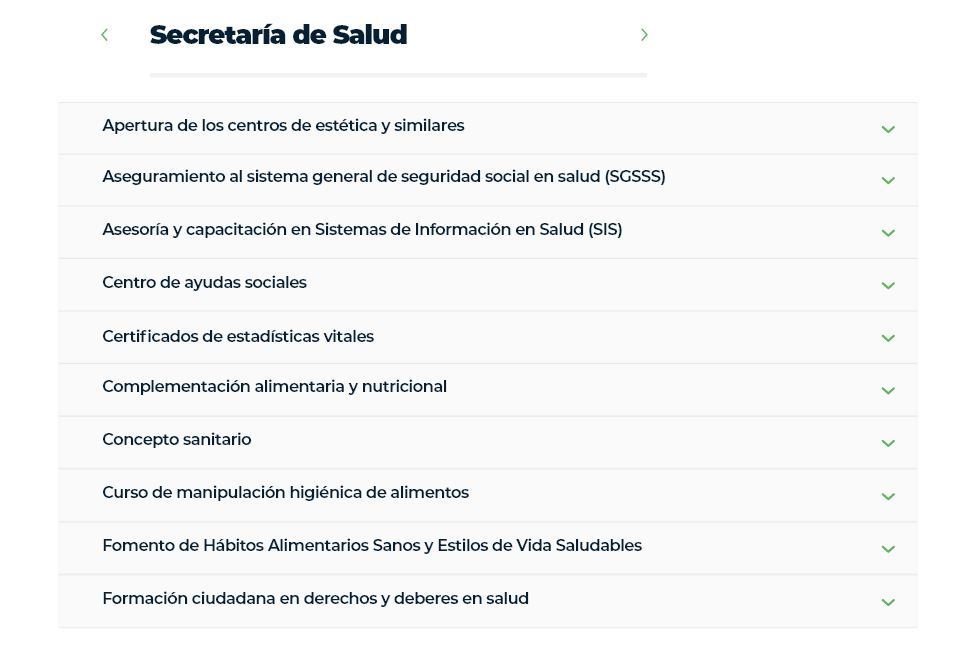 Secretaría de Salud
Apertura de los centros de estética y similares
Aseguramiento al sistema general de seguridad social en salud (SGSSS)
Asesoría y capacitación en Sistemas de Información en Salud (SIS)
Centro de ayudas sociales
Certificados de estadísticas vitales
Complementación alimentaria y nutricional
Concepto sanitario
Curso de manipulación higiénica de alimentos
Fomento de Hábitos Alimentarios Sanos y Estilos de Vida Saludables
Formación ciudadana en derechos y deberes en salud